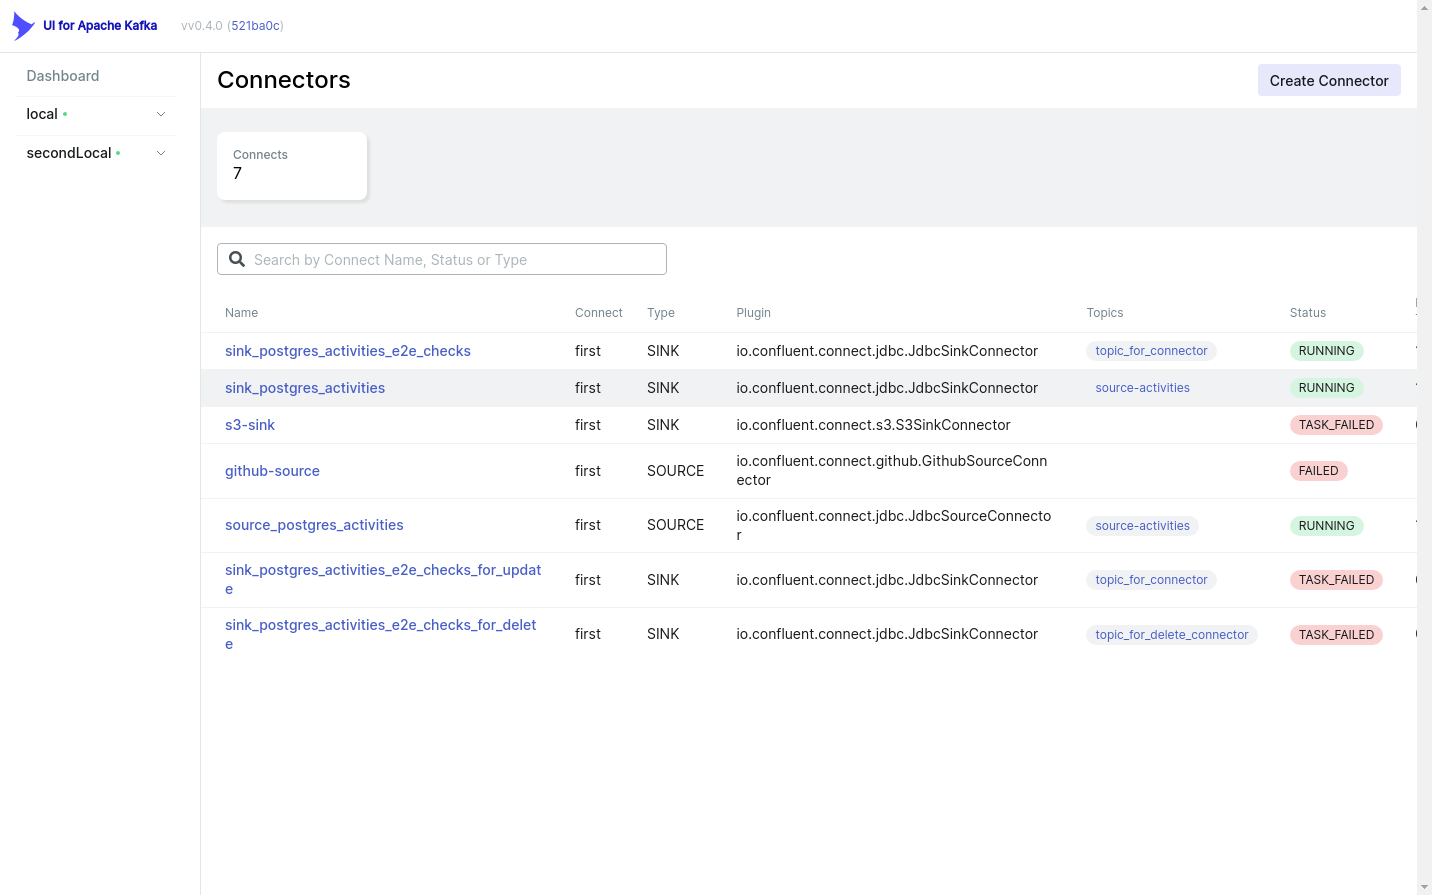 UI for Apache Kafka vv0.4.0 (521ba0c)
Dashboard
local
secondLocal
Connectors
Create Connector
Connects
7
Search by Connect Name, Status or Type
Name Connect Type Plugin Topics Status
sink_postgres_activities_e2e_checks first SINK io.confluent.connect.jdbc.JdbcSinkConnector topic_for_connector RUNNING
sink_postgres_activities first SINK io.confluent.connect.jdbc.JdbcSinkConnector source-activities RUNNING
s3-sink first SINK io.confluent.connect.s3.S3SinkConnector TASK_FAILED
github-source first SOURCE io.confluent.connect.github.GithubSourceConn
ector FAILED
source_postgres_activities first SOURCE io.confluent.connect.jdbc.JdbcSourceConnecto
r source-activities RUNNING
sink_postgres_activities_e2e_checks_for_updat
e first SINK io.confluent.connect.jdbc.JdbcSinkConnector topic_for_connector TASK_FAILED
sink_postgres_activities_e2e_checks_for_delet
e first SINK io.confluent.connect.jdbc.JdbcSinkConnector topic_for_delete_connector TASK_FAILED